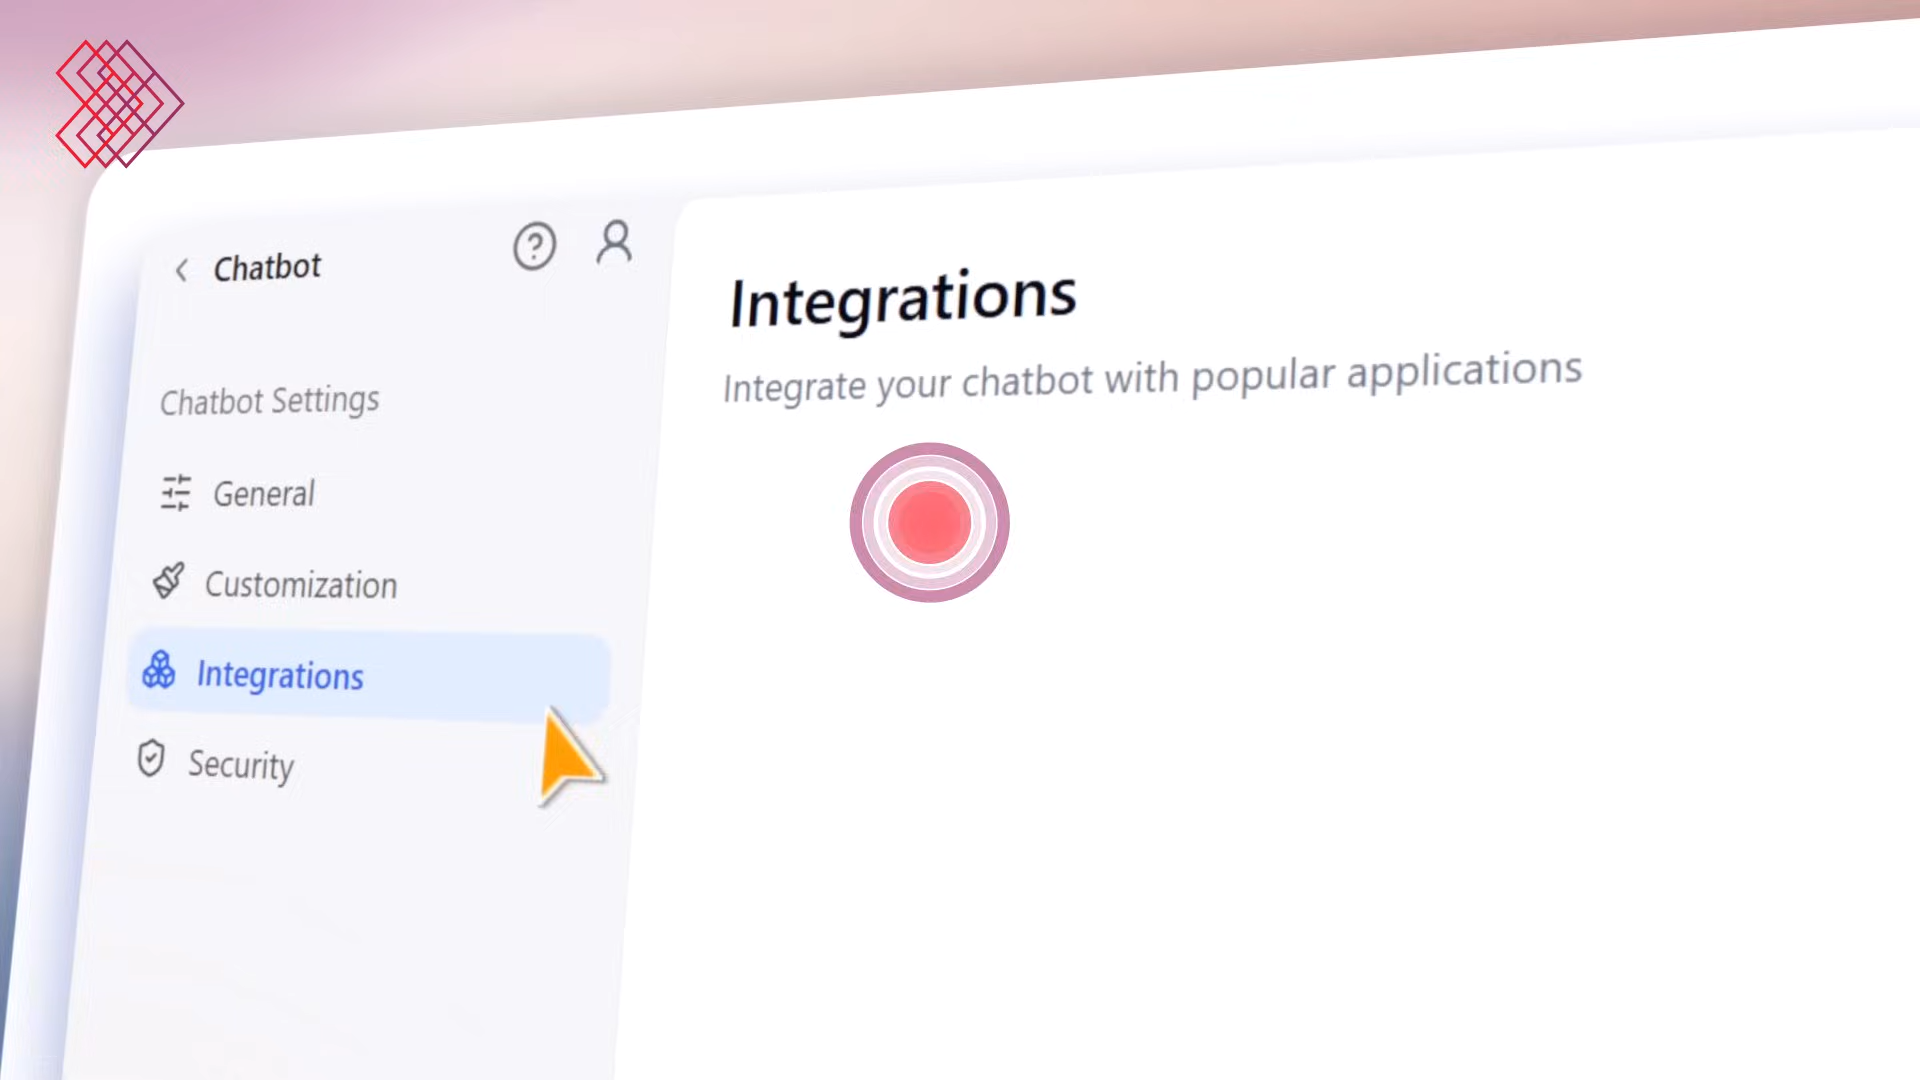 Chatbot
Chatbot Settings
General
Customization
Integrations
Security
Integrations
Integrate your chatbot with popular applications